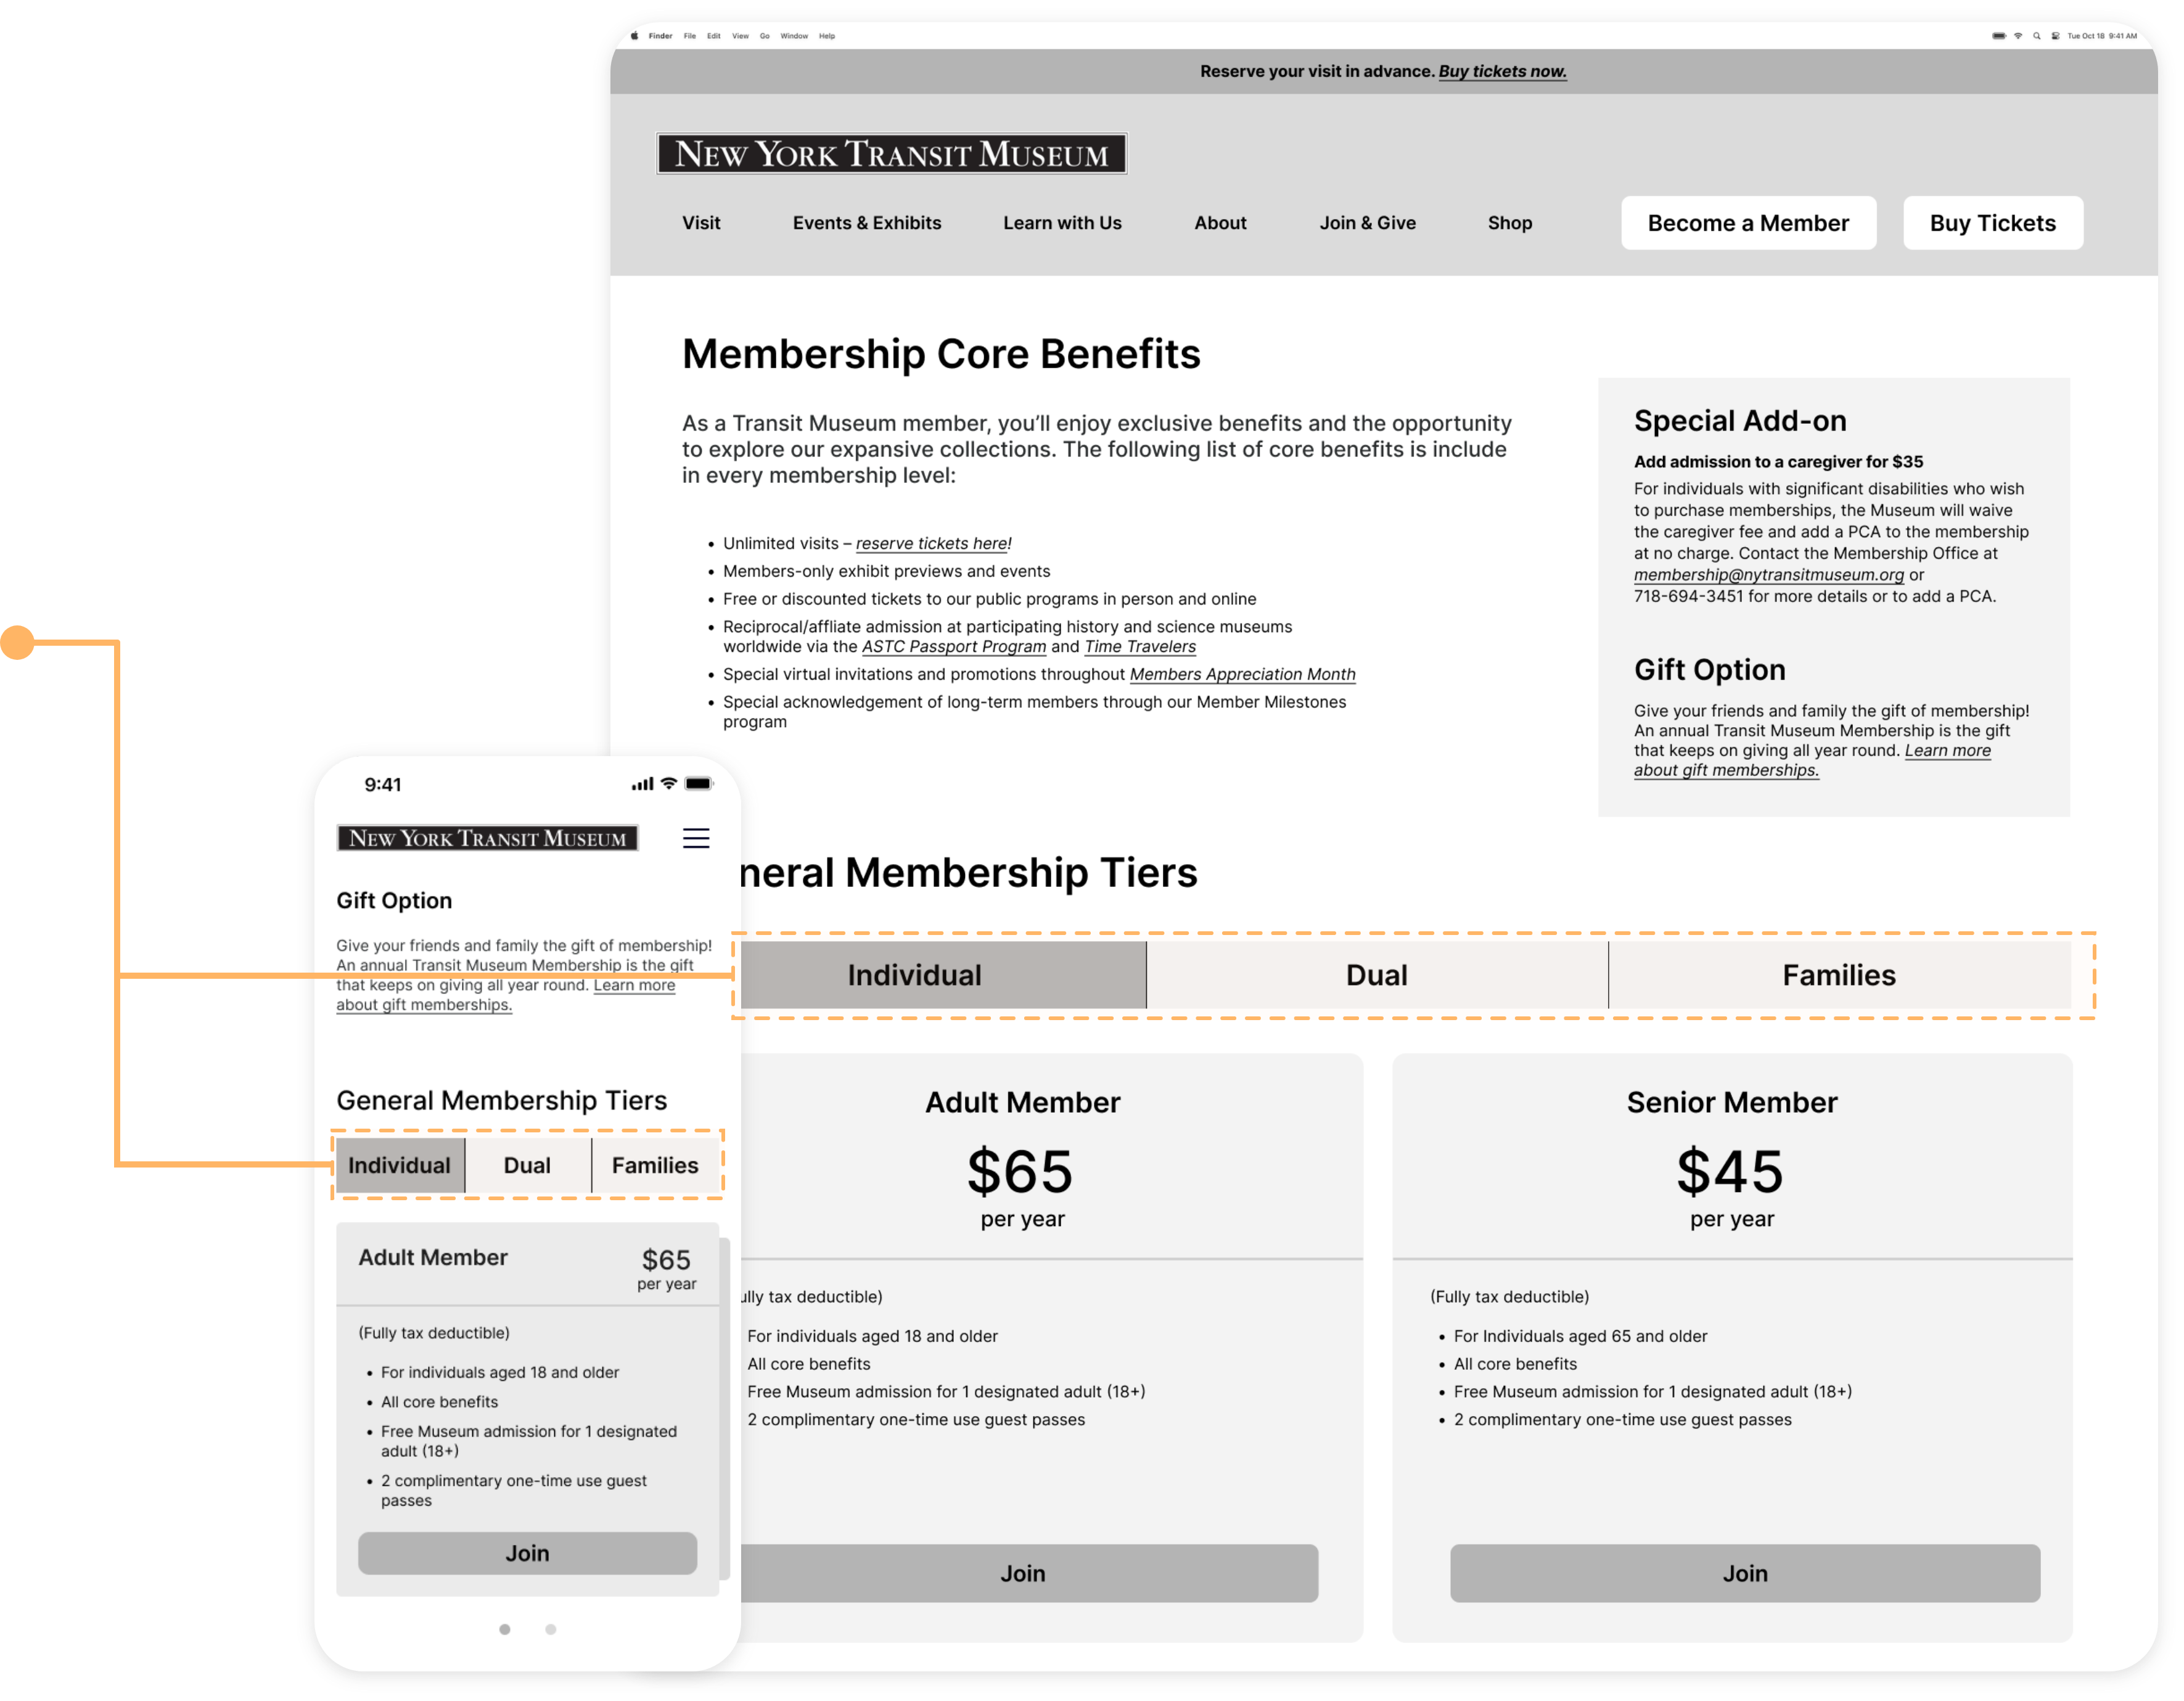 Finder File Edit View Go Window Help
Tue Oct 18 9:41 AM
Reserve your visit in advance. Buy tickets now.
NEW YORK TRANSIT MUSEUM
Visit
Events & Exhibits
Learn with Us
About
Join & Give
Shop
Become a Member
Buy Tickets
Membership Core Benefits
As a Transit Museum member, you’ll enjoy exclusive benefits and the opportunity
to explore our expansive collections. The following list of core benefits is include
in every membership level:
• Unlimited visits – reserve tickets here!
• Members-only exhibit previews and events
• Free or discounted tickets to our public programs in person and online
• Reciprocal/affliate admission at participating history and science museums
worldwide via the ASTC Passport Program and Time Travelers
• Special virtual invitations and promotions throughout Members Appreciation Month
• Special acknowledgement of long-term members through our Member Milestones
program
Special Add-on
Add admission to a caregiver for $35
For individuals with significant disabilities who wish
to purchase memberships, the Museum will waive
the caregiver fee and add a PCA to the membership
at no charge. Contact the Membership Office at
membership@nytransitmuseum.org or
718-694-3451 for more details or to add a PCA.
Gift Option
Give your friends and family the gift of membership!
An annual Transit Museum Membership is the gift
that keeps on giving all year round. Learn more
about gift memberships.
neral Membership Tiers
Individual
Dual
Families
Adult Member
$65
per year
ully tax deductible)
For individuals aged 18 and older
All core benefits
Free Museum admission for 1 designated adult (18+)
2 complimentary one-time use guest passes
Join
Senior Member
$45
per year
(Fully tax deductible)
• For Individuals aged 65 and older
• All core benefits
• Free Museum admission for 1 designated adult (18+)
• 2 complimentary one-time use guest passes
Join
9:41
NEW YORK TRANSIT MUSEUM
Gift Option
Give your friends and family the gift of membership!
An annual Transit Museum Membership is the gift
that keeps on giving all year round. Learn more
about gift memberships.
General Membership Tiers
Individual
Dual
Families
Adult Member
$65
per year
(Fully tax deductible)
• For individuals aged 18 and older
• All core benefits
• Free Museum admission for 1 designated
adult (18+)
• 2 complimentary one-time use guest
passes
Join